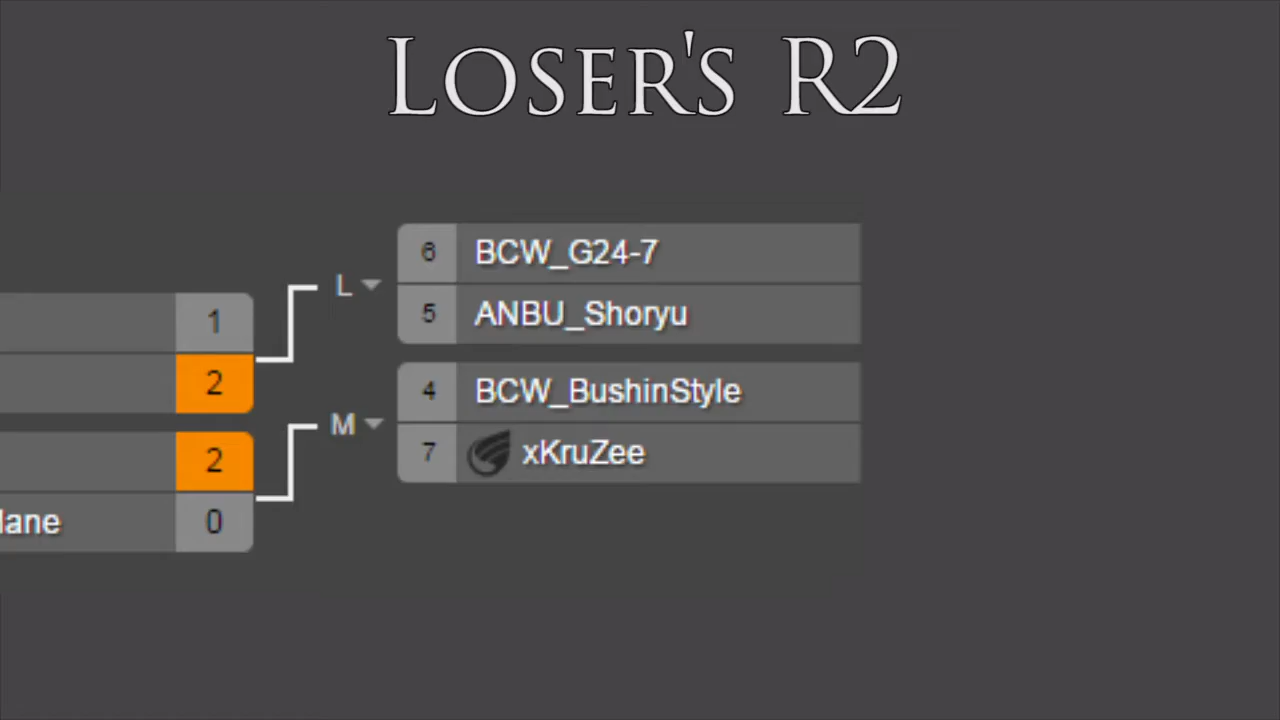 LOSER'S R2
6 BCW_G24-7
L
5 ANBU_Shoryu
1
2
4 BCW_BushinStyle
M
7 xKruZee
2
0